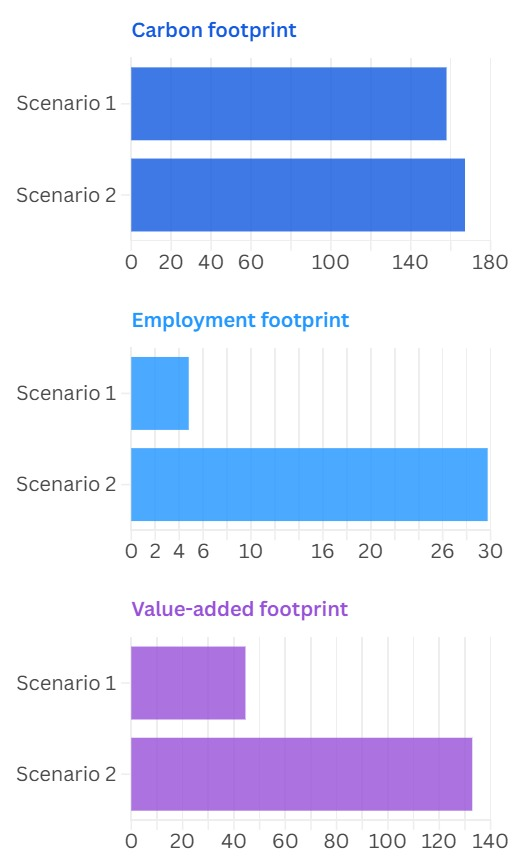 Carbon footprint
Scenario 1
Scenario 2
0 20 40 60 100 140 180
Employment footprint
Scenario 1
Scenario 2
0 2 4 6 10 16 20 26 30
Value-added footprint
Scenario 1
Scenario 2
0 20 40 60 80 100 120 140